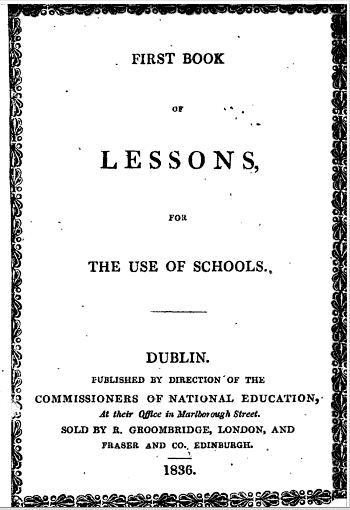 FIRST BOOK
OF
LESSONS,
FOR
THE USE OF SCHOOLS.
DUBLIN.
PUBLISHED BY DIRECTION OF THE
COMMISSIONERS OF NATIONAL EDUCATION,
At their Office in Marlborough Street.
SOLD BY R. GROOMBRIDGE, LONDON, AND
FRASER AND CO., EDINBURGH.
1836.